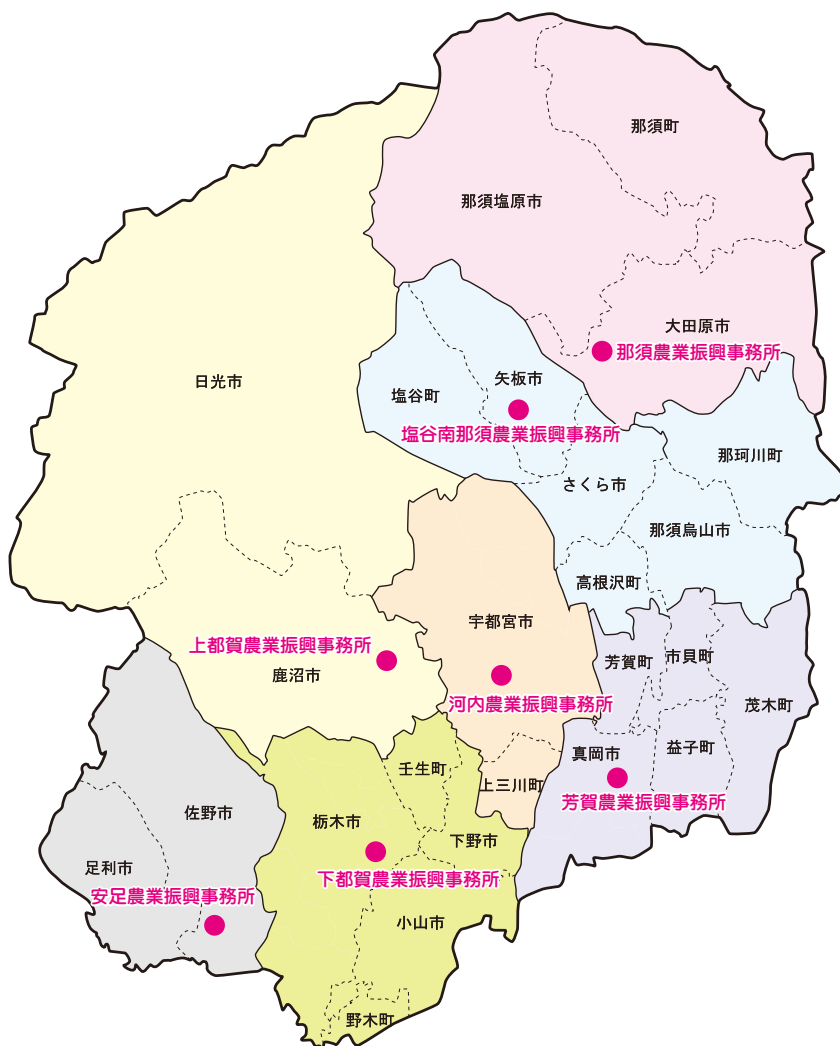 那須町
那須塩原市
大田原市
那須農業振興事務所
日光市
矢板市
塩谷町
塩谷南那須農業振興事務所
那珂川町
さくら市
那須烏山市
高根沢町
宇都宮市
上都賀農業振興事務所
鹿沼市
芳賀町
市貝町
河内農業振興事務所
茂木町
真岡市
益子町
壬生町
上三川町
芳賀農業振興事務所
佐野市
栃木市
下野市
足利市
下都賀農業振興事務所
安足農業振興事務所
小山市
野木町